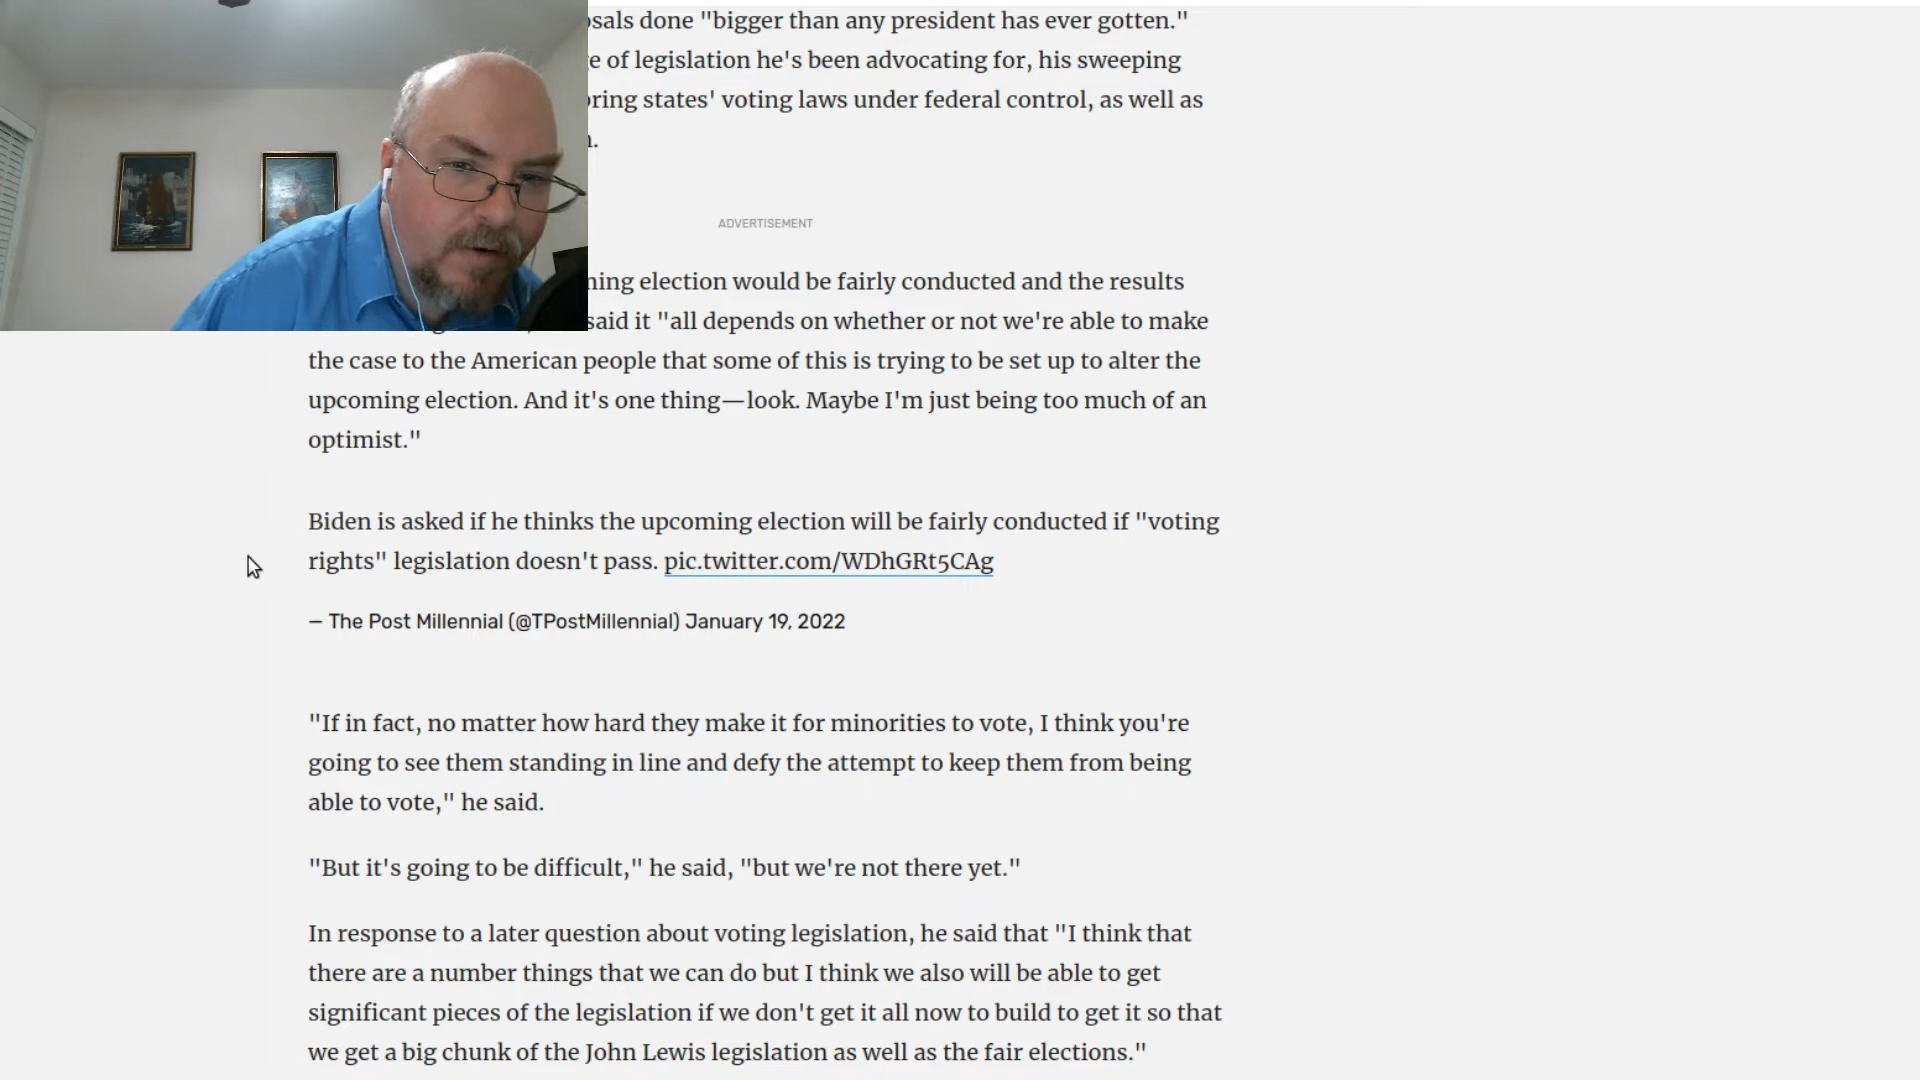 osals done "bigger than any president has ever gotten."
e of legislation he's been advocating for, his sweeping
bring states' voting laws under federal control, as well as
n.
ADVERTISEMENT
ning election would be fairly conducted and the results
said it "all depends on whether or not we're able to make
the case to the American people that some of this is trying to be set up to alter the
upcoming election. And it's one thing—look. Maybe I'm just being too much of an
optimist."
Biden is asked if he thinks the upcoming election will be fairly conducted if "voting
rights" legislation doesn't pass. pic.twitter.com/WDhGRt5CAg
— The Post Millennial (@TPostMillennial) January 19, 2022
"If in fact, no matter how hard they make it for minorities to vote, I think you're
going to see them standing in line and defy the attempt to keep them from being
able to vote," he said.
"But it's going to be difficult," he said, "but we're not there yet."
In response to a later question about voting legislation, he said that "I think that
there are a number things that we can do but I think we also will be able to get
significant pieces of the legislation if we don't get it all now to build to get it so that
we get a big chunk of the John Lewis legislation as well as the fair elections."